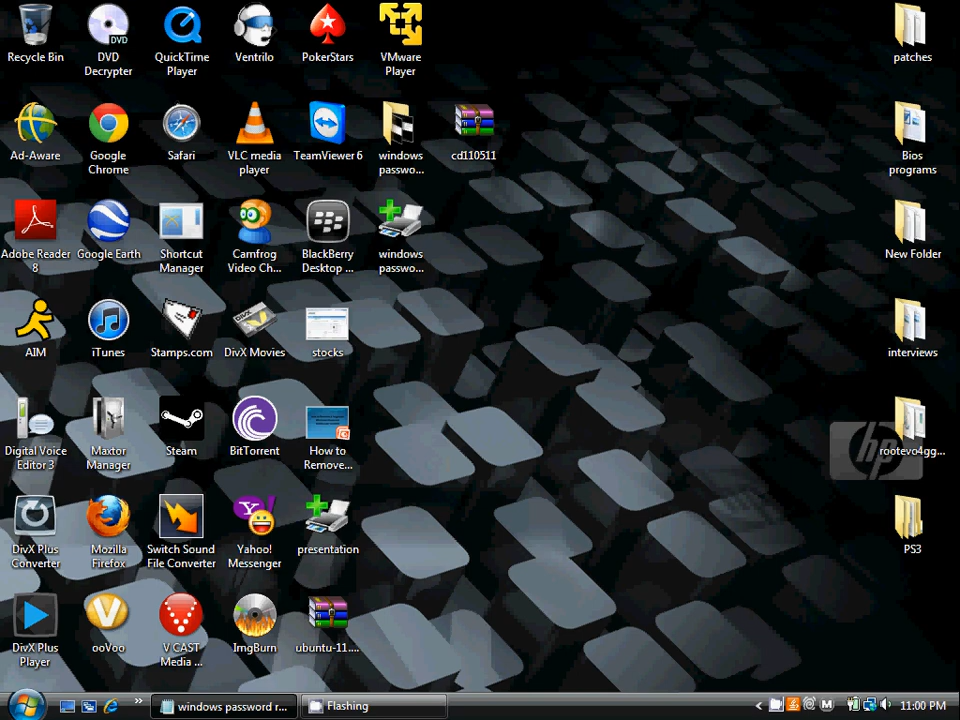 Recycle Bin
DVD
Decrypter
QuickTime
Player
Ventrilo
PokerStars
VMware
Player
patches
Ad-Aware
Google
Chrome
Safari
VLC media
player
TeamViewer 6
windows
passwo...
cd110511
Bios
programs
Adobe Reader
8
Google Earth
Shortcut
Manager
Camfrog
Video Ch...
BlackBerry
Desktop ...
windows
passwo...
New Folder
AIM
iTunes
Stamps.com
DivX Movies
stocks
interviews
Digital Voice
Editor 3
Maxtor
Manager
Steam
BitTorrent
How to
Remove...
hp
rootevo4gg...
DivX Plus
Converter
Mozilla
Firefox
Switch Sound
File Converter
Yahoo!
Messenger
presentation
PS3
DivX Plus
Player
ooVoo
V CAST
Media ...
ImgBurn
ubuntu-11....
windows password r...
Flashing
11:00 PM